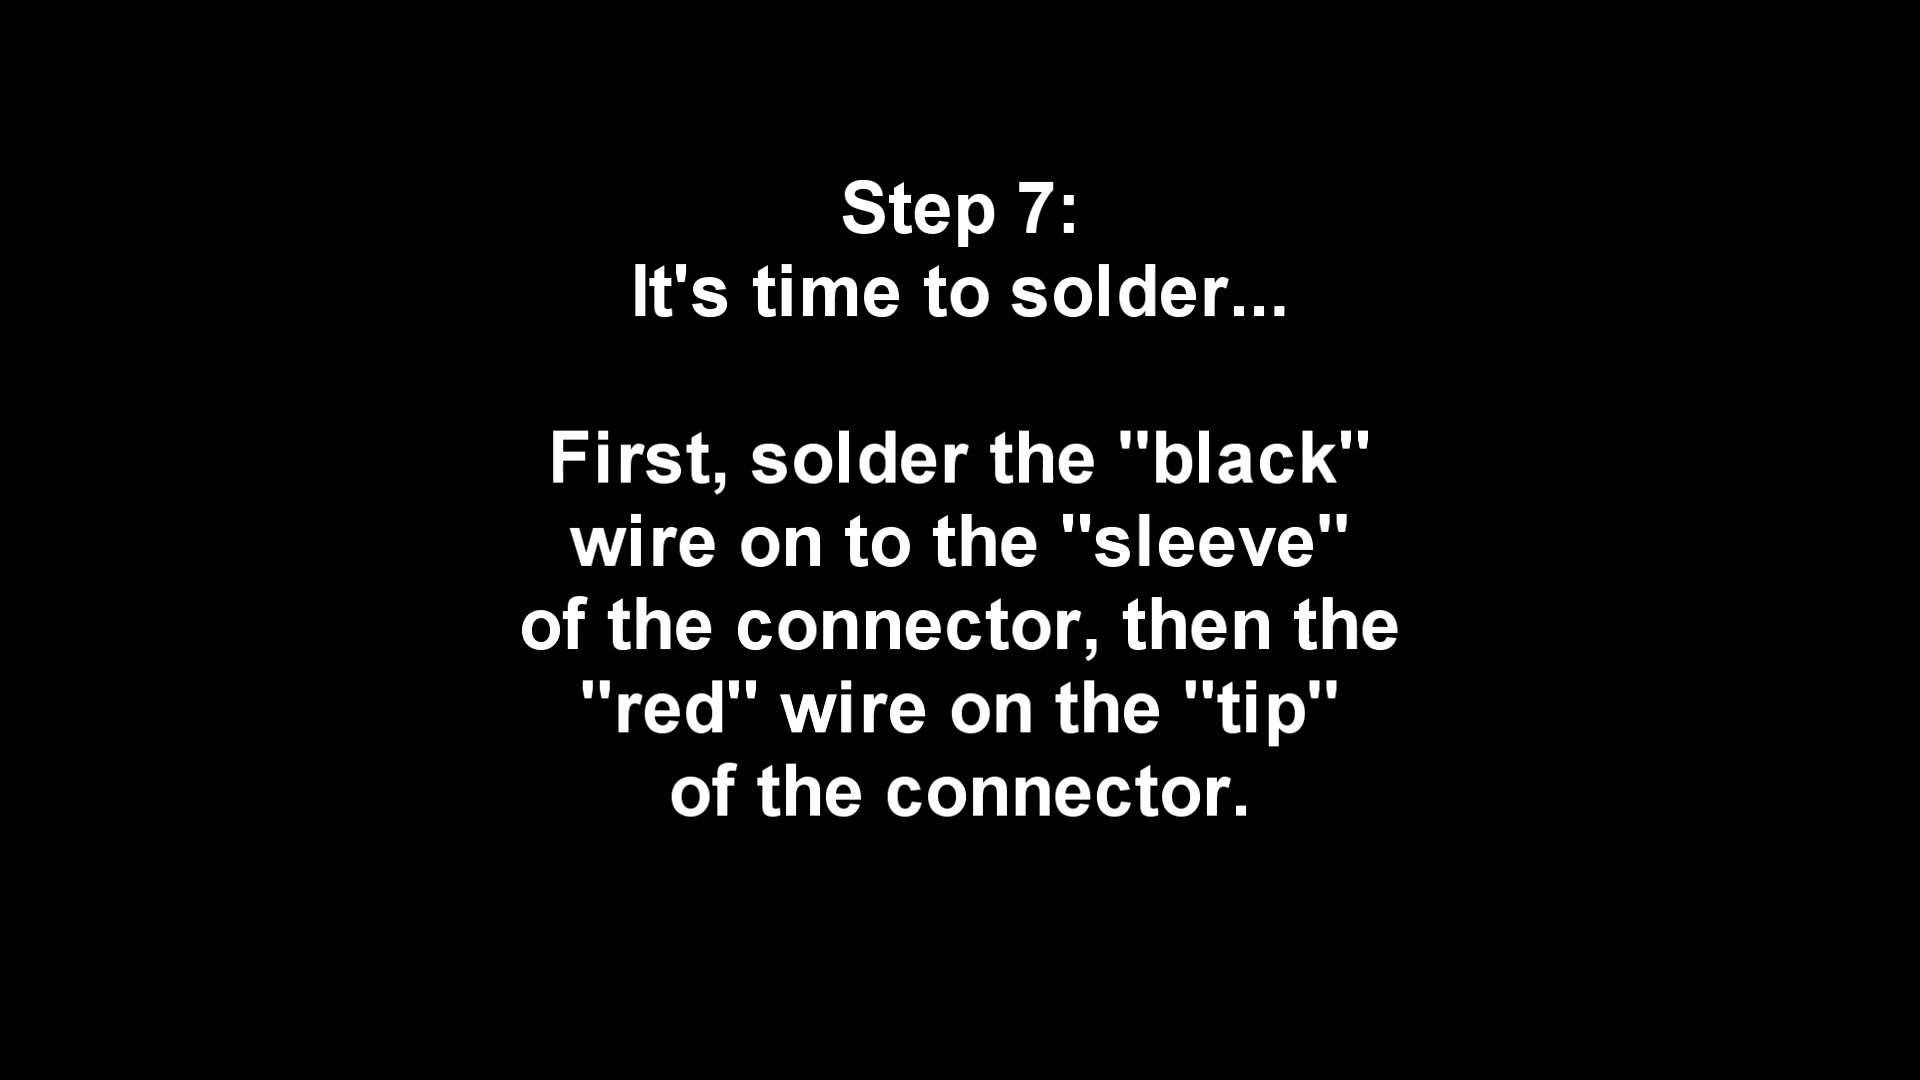 Step 7:
It's time to solder...
First, solder the "black"
wire on to the "sleeve"
of the connector, then the
"red" wire on the "tip"
of the connector.